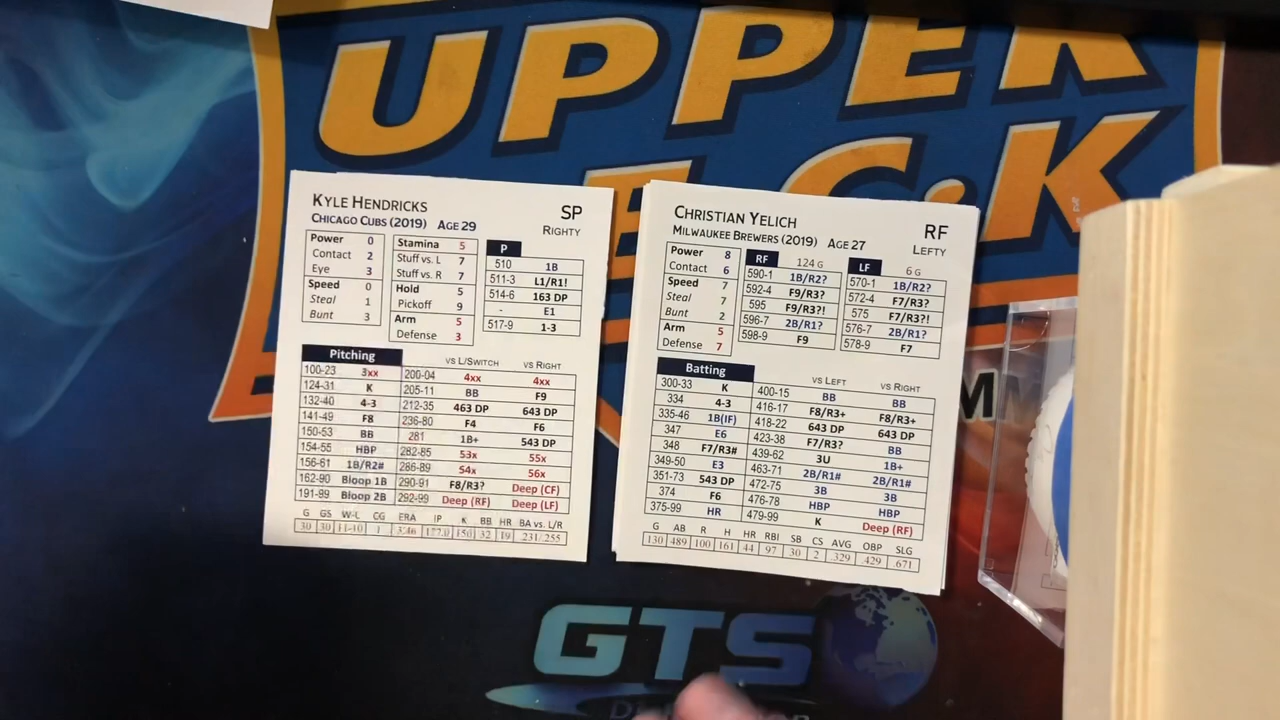 UPPER
DECK
KYLE HENDRICKS
CHICAGO CUBS (2019) AGE 29
SP
RIGHTY
Power 0
Contact 2
Eye 3
Speed 0
Steal 1
Bunt 3
Stamina 5
Stuff vs. L 7
Stuff vs. R 7
Hold 5
Pickoff 9
Arm 5
Defense 3
P
510 1B
511-3 L1/R1!
514-6 163 DP
- E1
517-9 1-3
Pitching
100-23 3xx
124-31 K
132-40 4-3
141-49 F8
150-53 BB
154-55 HBP
156-61 1B/R2#
162-90 Bloop 1B
191-99 Bloop 2B
vs L/SWITCH vs RIGHT
200-04 4xx 4xx
205-11 BB F9
212-35 463 DP 643 DP
236-80 F4 F6
281 1B+ 543 DP
282-85 53x 55x
286-89 54x 56x
290-91 F8/R3? Deep (CF)
292-99 Deep (RF) Deep (LF)
G GS W-L CG ERA IP K BB HR BA vs. L/R
30 30 11-10 1 3.46 177.0 150 32 19 .231/.255
CHRISTIAN YELICH
MILWAUKEE BREWERS (2019) AGE 27
RF
LEFTY
Power 8
Contact 6
Speed 7
Steal 7
Bunt 2
Arm 5
Defense 7
RF 124 G
590-1 1B/R2?
592-4 F9/R3?
595 F9/R3?!
596-7 2B/R1?
598-9 F9
LF 6 G
570-1 1B/R2?
572-4 F7/R3?
575 F7/R3?!
576-7 2B/R1?
578-9 F7
Batting
300-33 K
334 4-3
335-46 1B(IF)
347 E6
348 F7/R3#
349-50 E3
351-73 543 DP
374 F6
375-99 HR
vs LEFT vs RIGHT
400-15 BB BB
416-17 F8/R3+ F8/R3+
418-22 643 DP 643 DP
423-38 F7/R3? BB
439-62 3U 1B+
463-71 2B/R1# 2B/R1#
472-75 3B 3B
476-78 HBP HBP
479-99 K Deep (RF)
G AB R H HR RBI SB CS AVG OBP SLG
130 489 100 161 44 97 30 2 .329 .429 .671
GTS